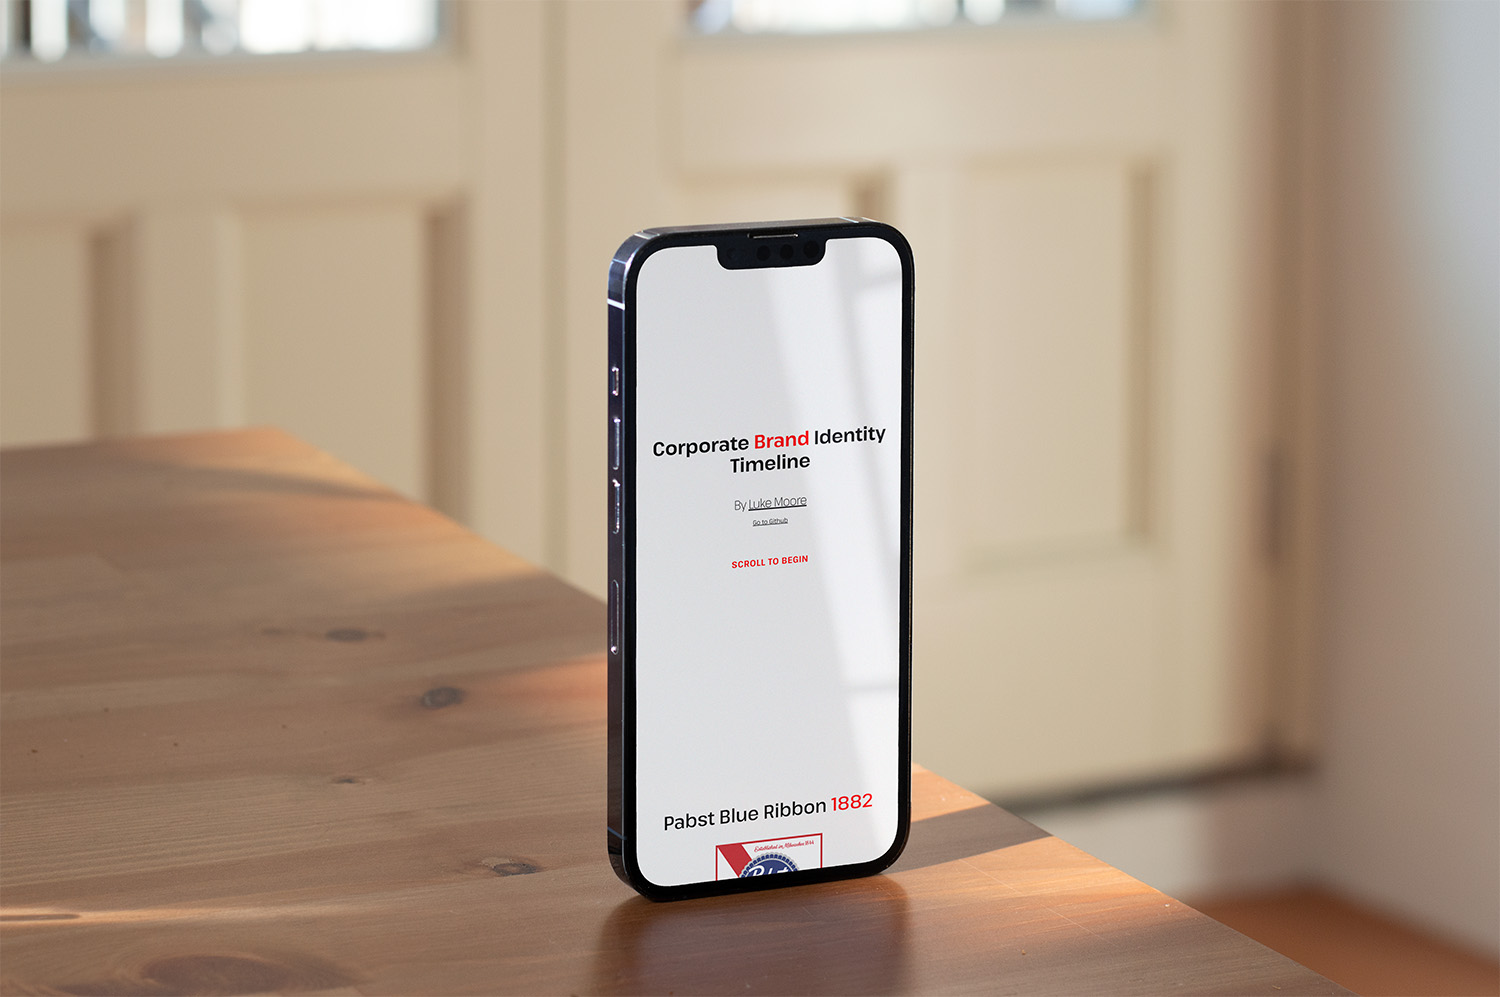 Corporate Brand Identity
Timeline
By Luke Moore
Go to Github
SCROLL TO BEGIN
Pabst Blue Ribbon 1882
Established in Milwaukee 1844